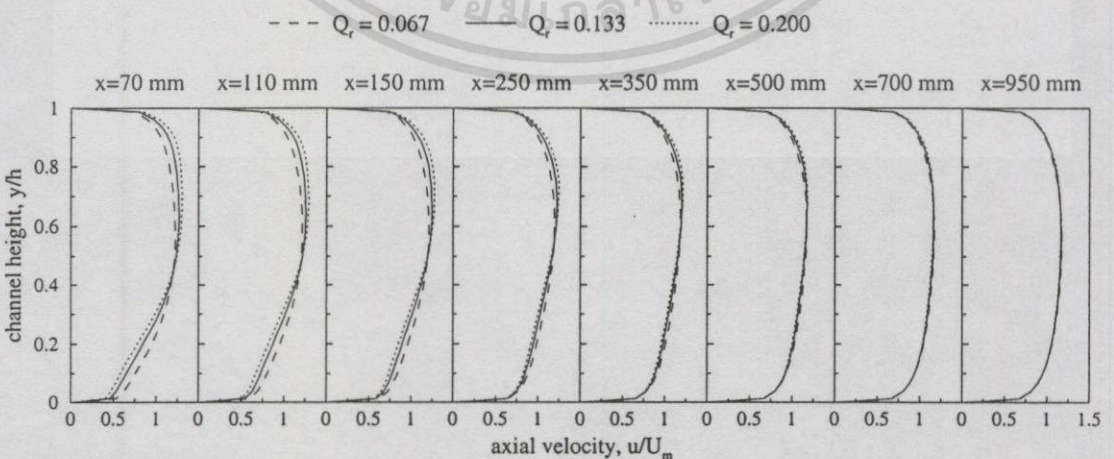 Q_r = 0.067 Q_r = 0.133 Q_r = 0.200
x=70 mm x=110 mm x=150 mm x=250 mm x=350 mm x=500 mm x=700 mm x=950 mm
channel height, y/h
1
0.8
0.6
0.4
0.2
0
0 0.5 1 0 0.5 1 0 0.5 1 0 0.5 1 0 0.5 1 0 0.5 1 0 0.5 1 0 0.5 1 1.5
axial velocity, u/U_m